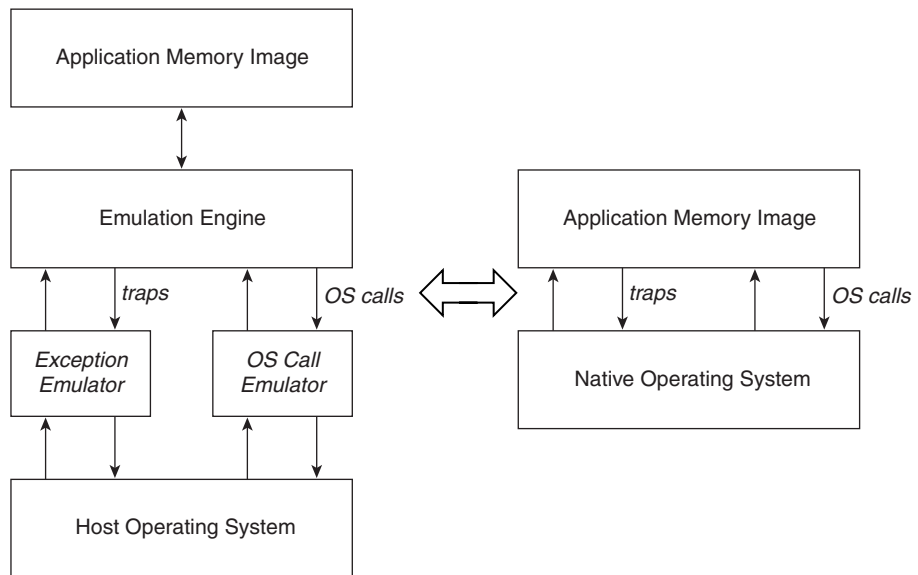 Application Memory Image
Emulation Engine
traps
OS calls
Exception
Emulator
OS Call
Emulator
Host Operating System
Application Memory Image
traps
OS calls
Native Operating System